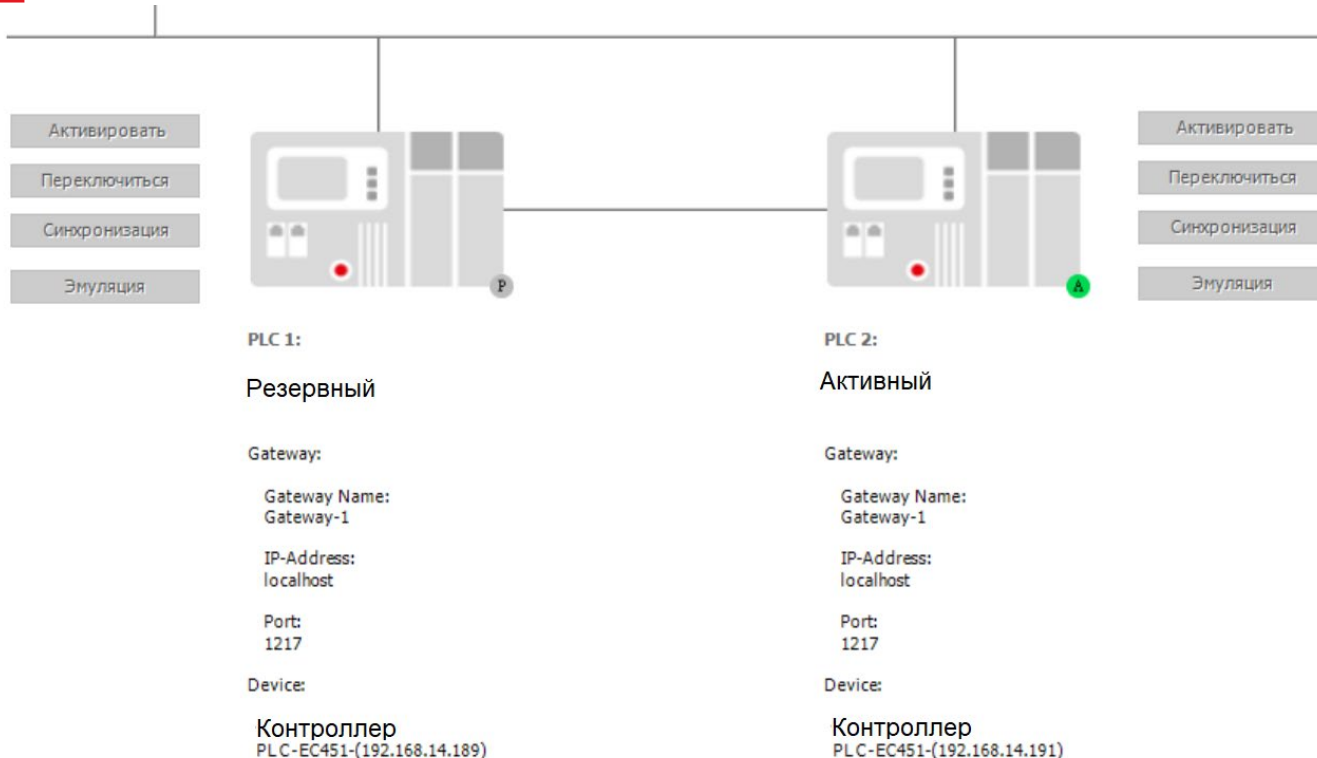 Активировать
Переключиться
Синхронизация
Эмуляция
P
PLC 1:
Резервный
Gateway:
Gateway Name:
Gateway-1
IP-Address:
localhost
Port:
1217
Device:
Контроллер
PLC-EC451-(192.168.14.189)
A
PLC 2:
Активный
Gateway:
Gateway Name:
Gateway-1
IP-Address:
localhost
Port:
1217
Device:
Контроллер
PLC-EC451-(192.168.14.191)
Активировать
Переключиться
Синхронизация
Эмуляция